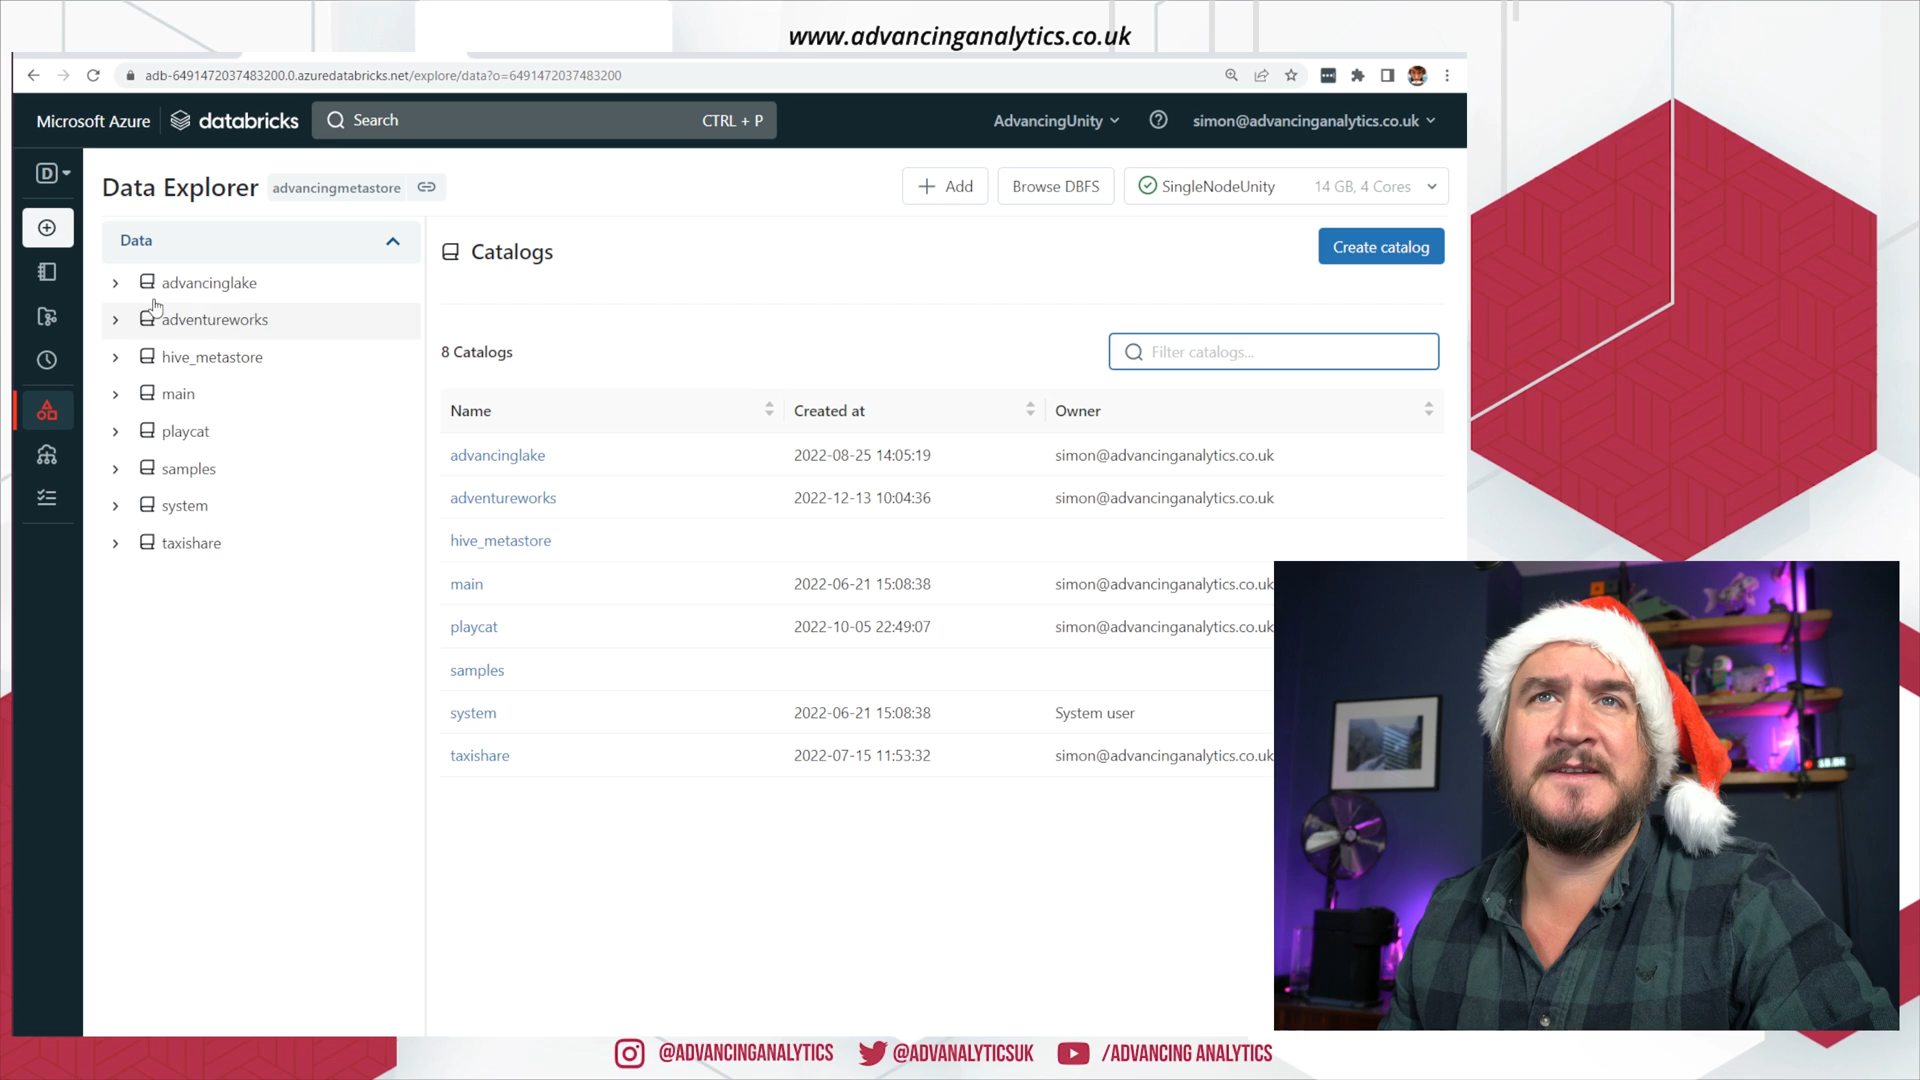 www.advancinganalytics.co.uk
adb-6491472037483200.0.azuredatabricks.net/explore/data?o=6491472037483200
Microsoft Azure databricks Search CTRL + P AdvancingUnity simon@advancinganalytics.co.uk
D
Data Explorer advancingmetastore + Add Browse DBFS SingleNodeUnity 14 GB, 4 Cores
Data
advancinglake
adventureworks
hive_metastore
main
playcat
samples
system
taxishare
Catalogs Create catalog
8 Catalogs Filter catalogs...
Name Created at Owner
advancinglake 2022-08-25 14:05:19 simon@advancinganalytics.co.uk
adventureworks 2022-12-13 10:04:36 simon@advancinganalytics.co.uk
hive_metastore
main 2022-06-21 15:08:38 simon@advancinganalytics.co.uk
playcat 2022-10-05 22:49:07 simon@advancinganalytics.co.uk
samples
system 2022-06-21 15:08:38 System user
taxishare 2022-07-15 11:53:32 simon@advancinganalytics.co.uk
@ADVANCINGANALYTICS @ADVANALYTICSUK /ADVANCING ANALYTICS